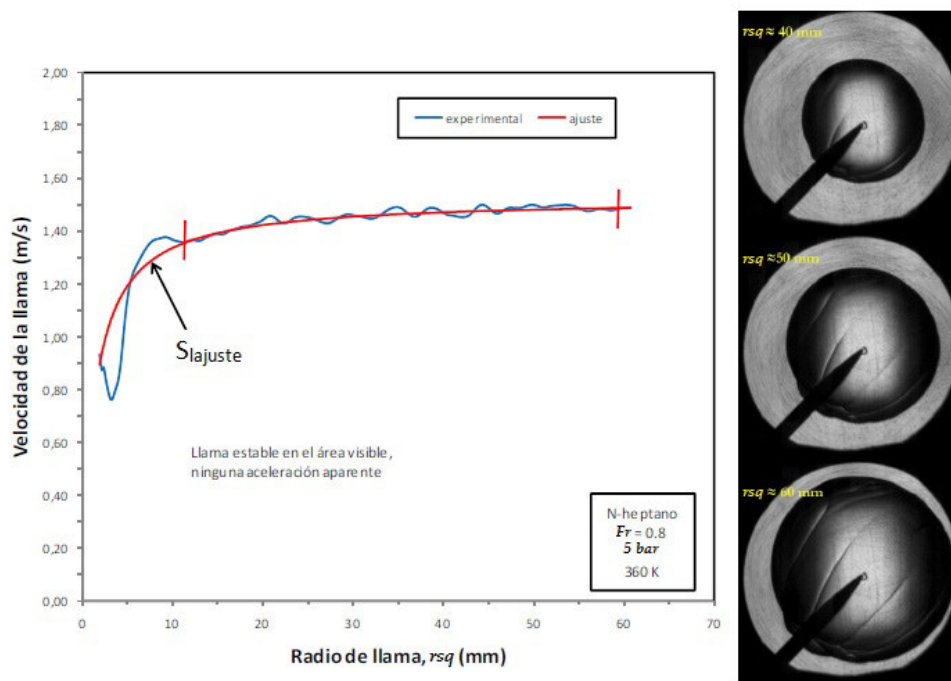 Velocidad de la llama (m/s)
2,00
1,80
1,60
1,40
1,20
1,00
0,80
0,60
0,40
0,20
0,00
experimental
ajuste
Slajuste
Llama estable en el área visible,
ninguna aceleración aparente
N-heptano
Fr = 0.8
5 bar
360 K
0
10
20
30
40
50
60
70
Radio de llama, rsq (mm)
rsq ≈ 40 mm
rsq ≈50 mm
rsq ≈ 60 mm